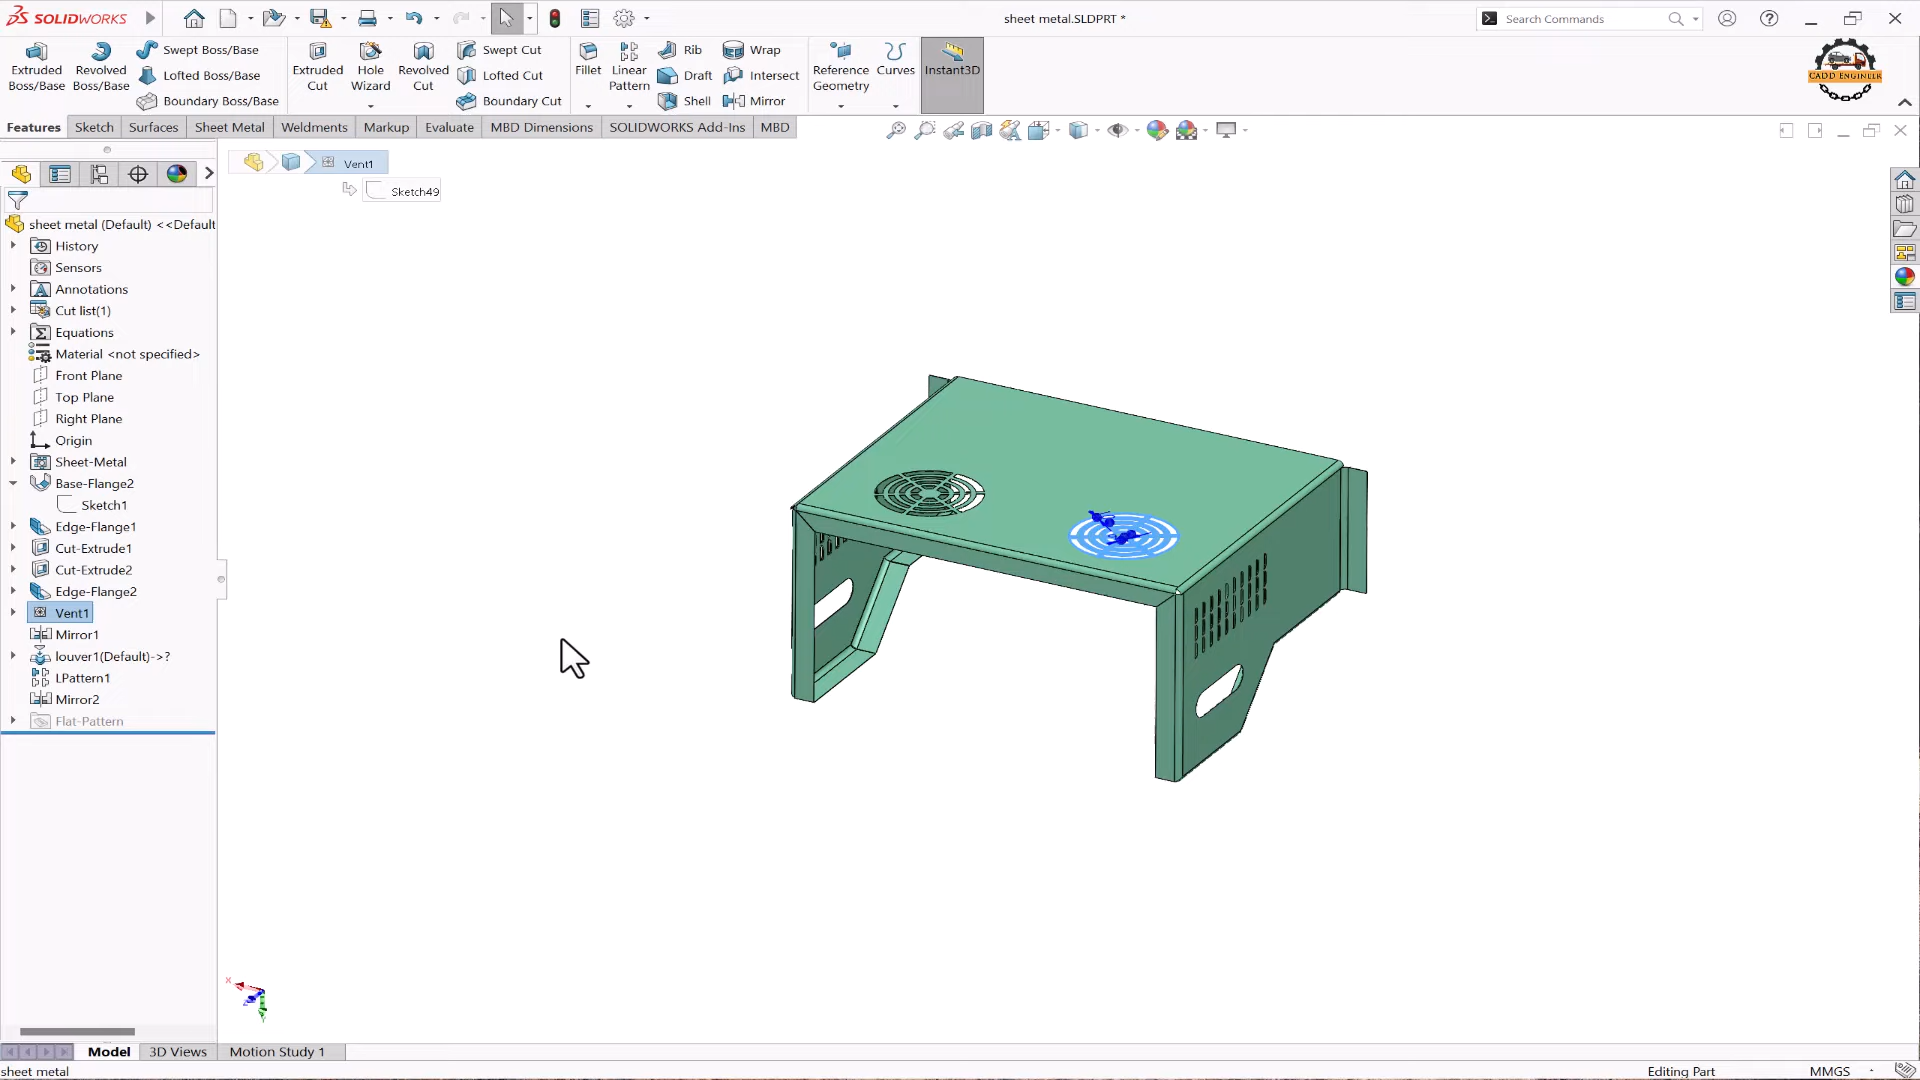 SOLIDWORKS
sheet metal.SLDPRT *
Search Commands
Extruded Boss/Base
Revolved Boss/Base
Swept Boss/Base
Lofted Boss/Base
Boundary Boss/Base
Extruded Cut
Hole Wizard
Revolved Cut
Swept Cut
Lofted Cut
Boundary Cut
Fillet
Linear Pattern
Rib
Draft
Shell
Wrap
Intersect
Mirror
Reference Geometry
Curves
Instant3D
CADD ENGINEER
Features
Sketch
Surfaces
Sheet Metal
Weldments
Markup
Evaluate
MBD Dimensions
SOLIDWORKS Add-Ins
MBD
Vent1
Sketch49
sheet metal (Default) <<Default
History
Sensors
Annotations
Cut list(1)
Equations
Material <not specified>
Front Plane
Top Plane
Right Plane
Origin
Sheet-Metal
Base-Flange2
Sketch1
Edge-Flange1
Cut-Extrude1
Cut-Extrude2
Edge-Flange2
Vent1
Mirror1
louver1(Default)->?
LPattern1
Mirror2
Flat-Pattern
Model
3D Views
Motion Study 1
sheet metal
Editing Part
MMGS